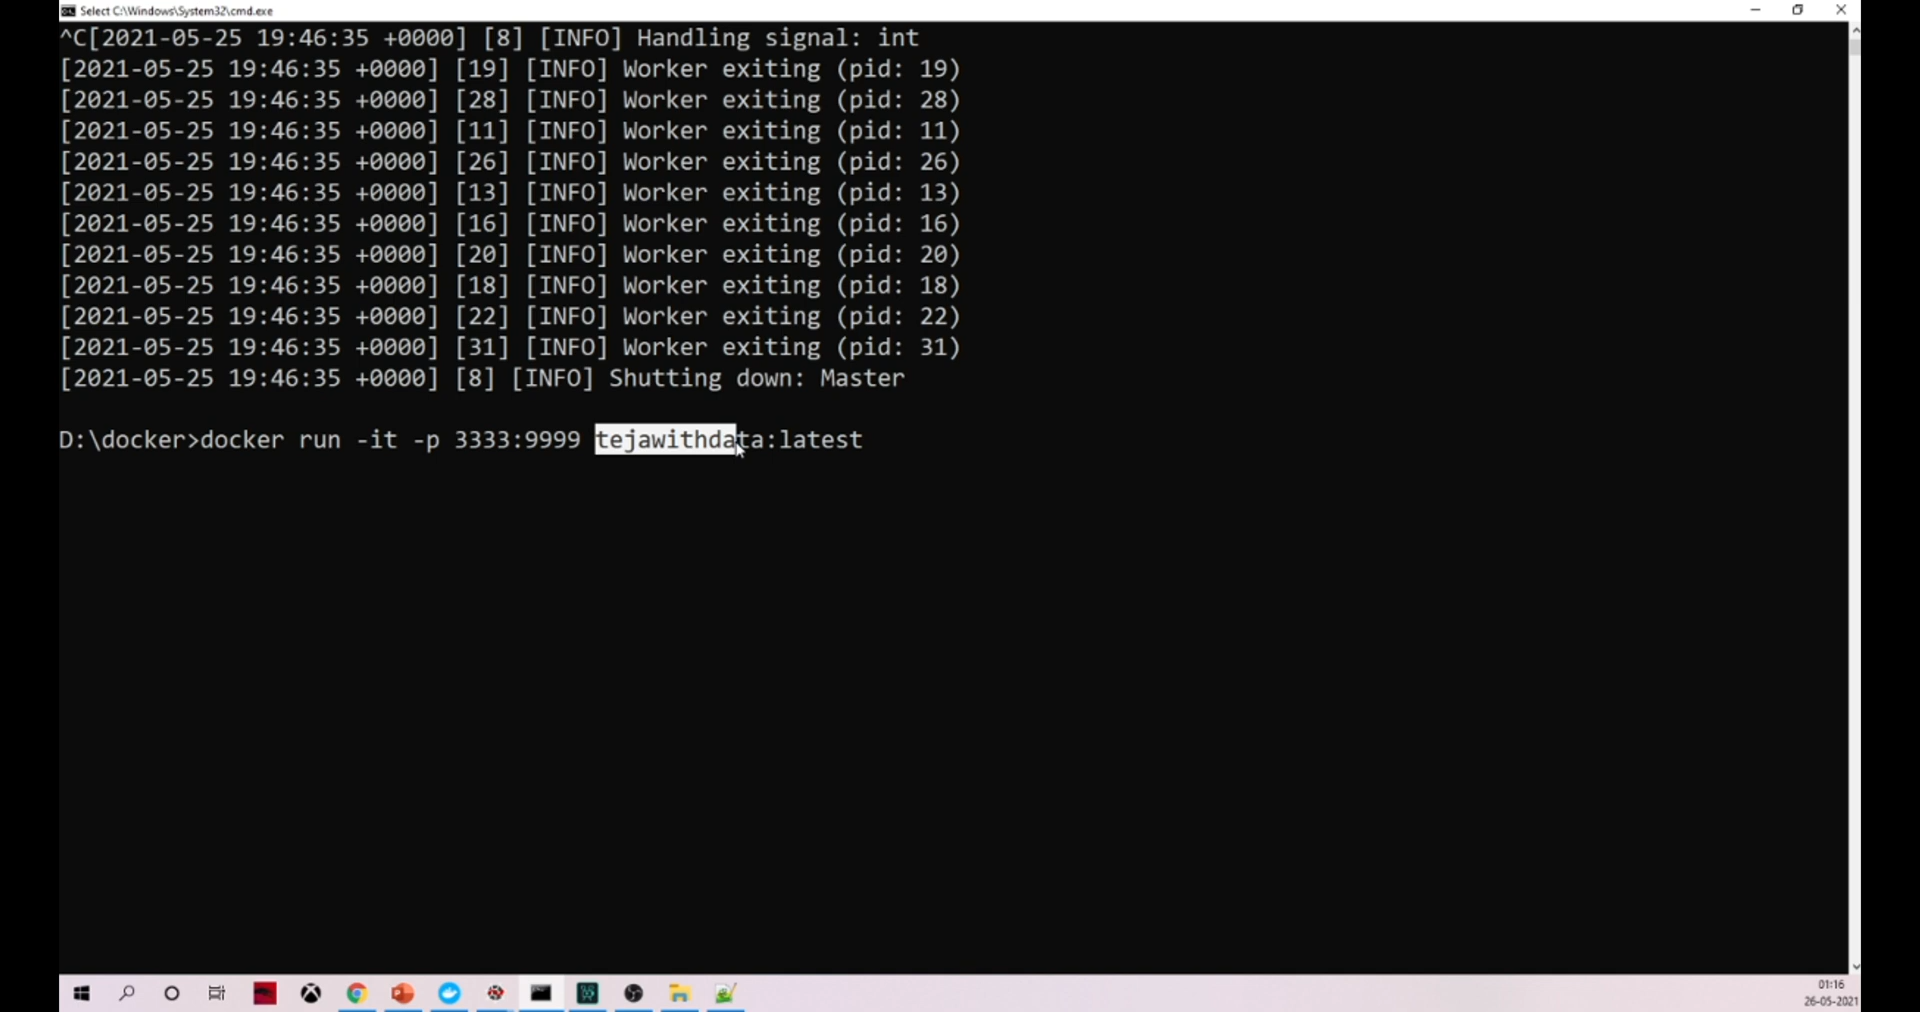 Select C:\Windows\System32\cmd.exe
^C[2021-05-25 19:46:35 +0000] [8] [INFO] Handling signal: int
[2021-05-25 19:46:35 +0000] [19] [INFO] Worker exiting (pid: 19)
[2021-05-25 19:46:35 +0000] [28] [INFO] Worker exiting (pid: 28)
[2021-05-25 19:46:35 +0000] [11] [INFO] Worker exiting (pid: 11)
[2021-05-25 19:46:35 +0000] [26] [INFO] Worker exiting (pid: 26)
[2021-05-25 19:46:35 +0000] [13] [INFO] Worker exiting (pid: 13)
[2021-05-25 19:46:35 +0000] [16] [INFO] Worker exiting (pid: 16)
[2021-05-25 19:46:35 +0000] [20] [INFO] Worker exiting (pid: 20)
[2021-05-25 19:46:35 +0000] [18] [INFO] Worker exiting (pid: 18)
[2021-05-25 19:46:35 +0000] [22] [INFO] Worker exiting (pid: 22)
[2021-05-25 19:46:35 +0000] [31] [INFO] Worker exiting (pid: 31)
[2021-05-25 19:46:35 +0000] [8] [INFO] Shutting down: Master
D:\docker>docker run -it -p 3333:9999 tejawithdata:latest
01:16
26-05-2021